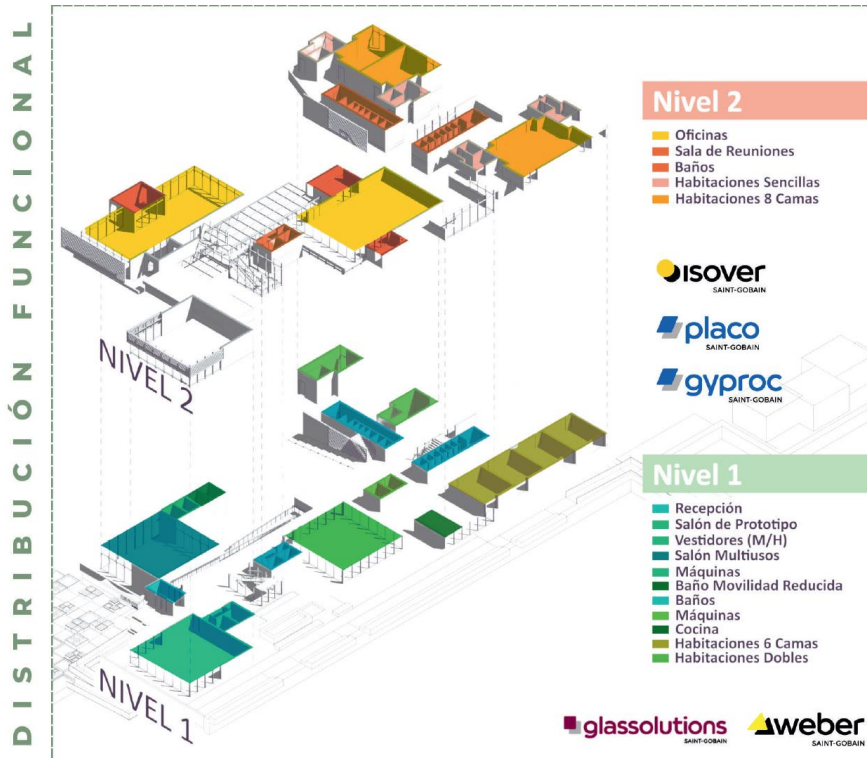 DISTRIBUCIÓN FUNCIONAL
Nivel 2
Oficinas
Sala de Reuniones
Baños
Habitaciones Sencillas
Habitaciones 8 Camas
isover
SAINT-GOBAIN
placo
SAINT-GOBAIN
gyproc
SAINT-GOBAIN
NIVEL 2
Nivel 1
Recepción
Salón de Prototipo
Vestidores (M/H)
Salón Multiusos
Máquinas
Baño Movilidad Reducida
Baños
Máquinas
Cocina
Habitaciones 6 Camas
Habitaciones Dobles
NIVEL 1
glassolutions
SAINT-GOBAIN
weber
SAINT-GOBAIN